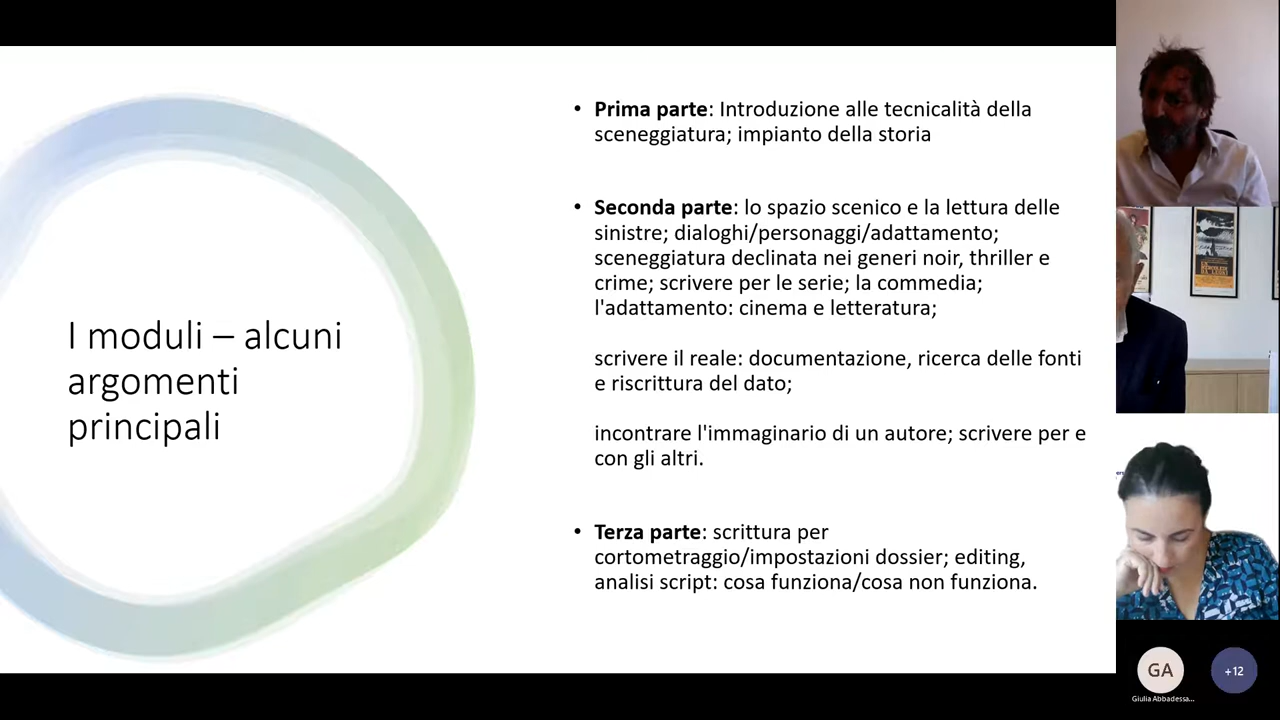 I moduli – alcuni
argomenti
principali
• Prima parte: Introduzione alle tecnicalità della
sceneggiatura; impianto della storia
• Seconda parte: lo spazio scenico e la lettura delle
sinistre; dialoghi/personaggi/adattamento;
sceneggiatura declinata nei generi noir, thriller e
crime; scrivere per le serie; la commedia;
l'adattamento: cinema e letteratura;
scrivere il reale: documentazione, ricerca delle fonti
e riscrittura del dato;
incontrare l'immaginario di un autore; scrivere per e
con gli altri.
• Terza parte: scrittura per
cortometraggio/impostazioni dossier; editing,
analisi script: cosa funziona/cosa non funziona.
GA
+12
Giulia Abbadessa...